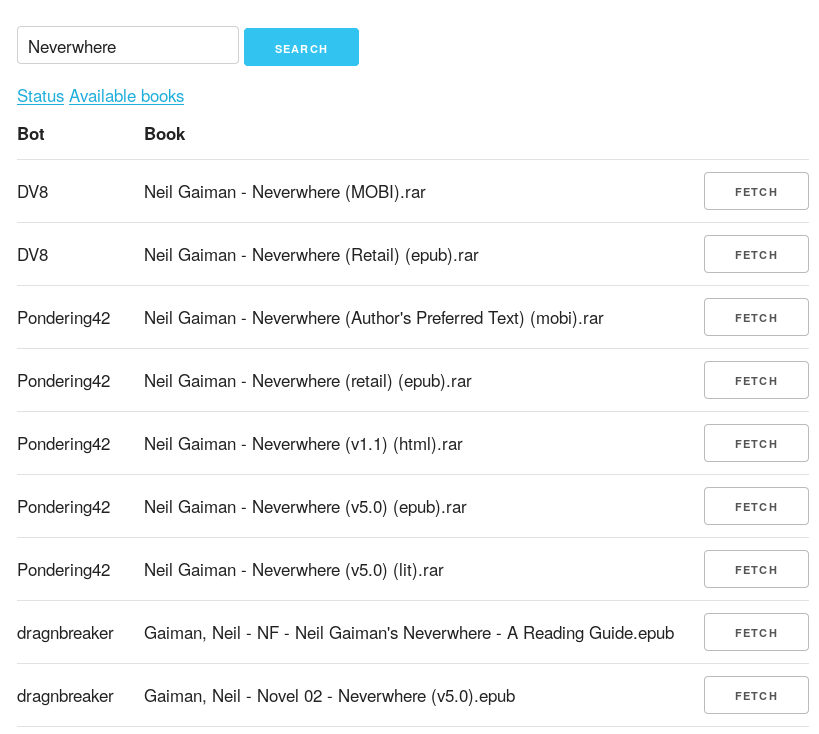 Neverwhere SEARCH
Status Available books
Bot Book
DV8 Neil Gaiman - Neverwhere (MOBI).rar FETCH
DV8 Neil Gaiman - Neverwhere (Retail) (epub).rar FETCH
Pondering42 Neil Gaiman - Neverwhere (Author's Preferred Text) (mobi).rar FETCH
Pondering42 Neil Gaiman - Neverwhere (retail) (epub).rar FETCH
Pondering42 Neil Gaiman - Neverwhere (v1.1) (html).rar FETCH
Pondering42 Neil Gaiman - Neverwhere (v5.0) (epub).rar FETCH
Pondering42 Neil Gaiman - Neverwhere (v5.0) (lit).rar FETCH
dragnbreaker Gaiman, Neil - NF - Neil Gaiman's Neverwhere - A Reading Guide.epub FETCH
dragnbreaker Gaiman, Neil - Novel 02 - Neverwhere (v5.0).epub FETCH